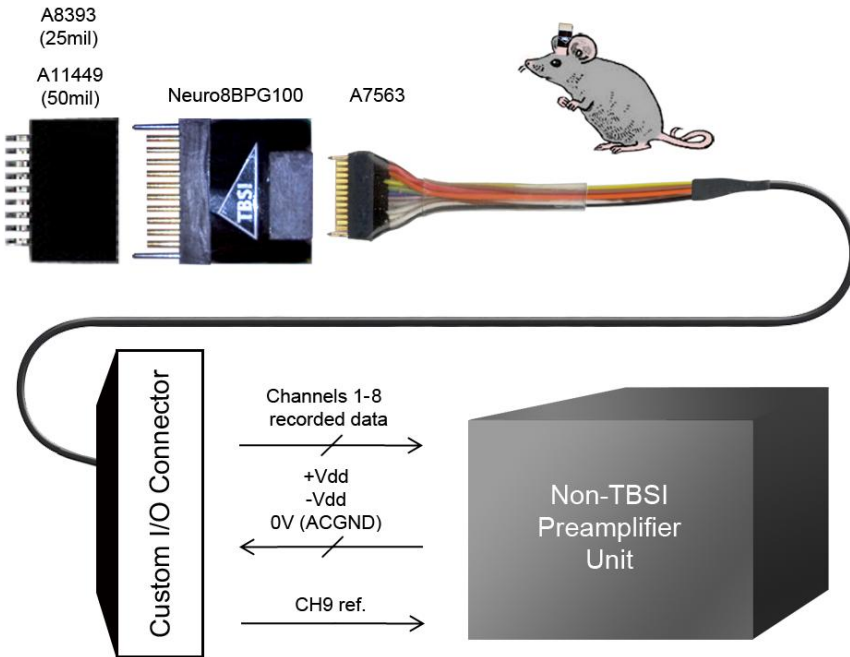 A8393
(25mil)
A11449
(50mil)
Neuro8BPG100
A7563
TBSI
Custom I/O Connector
Channels 1-8
recorded data
+Vdd
-Vdd
0V (ACGND)
CH9 ref.
Non-TBSI
Preamplifier
Unit